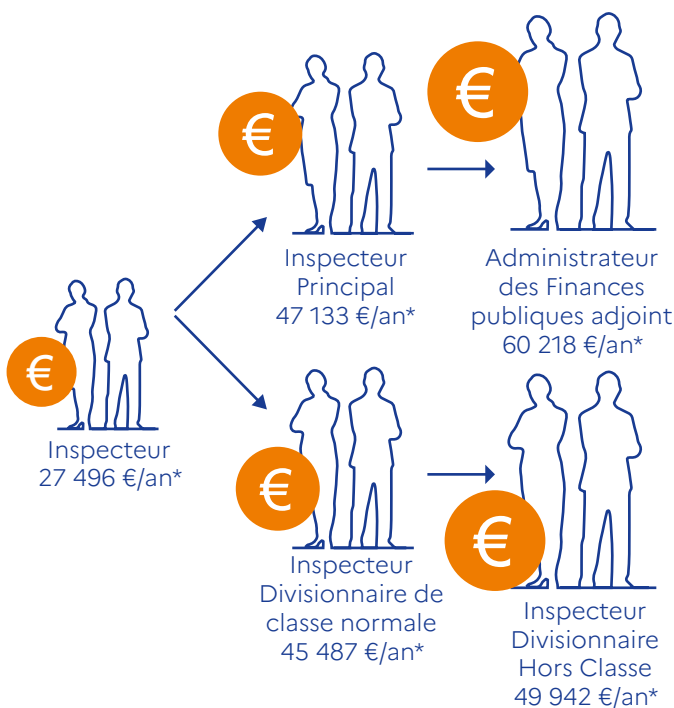 €
€
Inspecteur
Principal
47 133 €/an*
Administrateur
des Finances
publiques adjoint
60 218 €/an*
€
Inspecteur
27 496 €/an*
€
Inspecteur
Divisionnaire de
classe normale
45 487 €/an*
€
Inspecteur
Divisionnaire
Hors Classe
49 942 €/an*